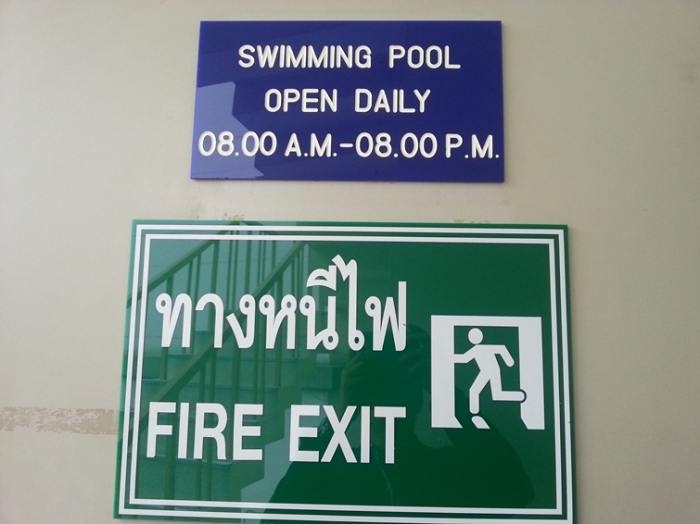 SWIMMING POOL
OPEN DAILY
08.00 A.M.-08.00 P.M.
ทางหนีไฟ
FIRE EXIT